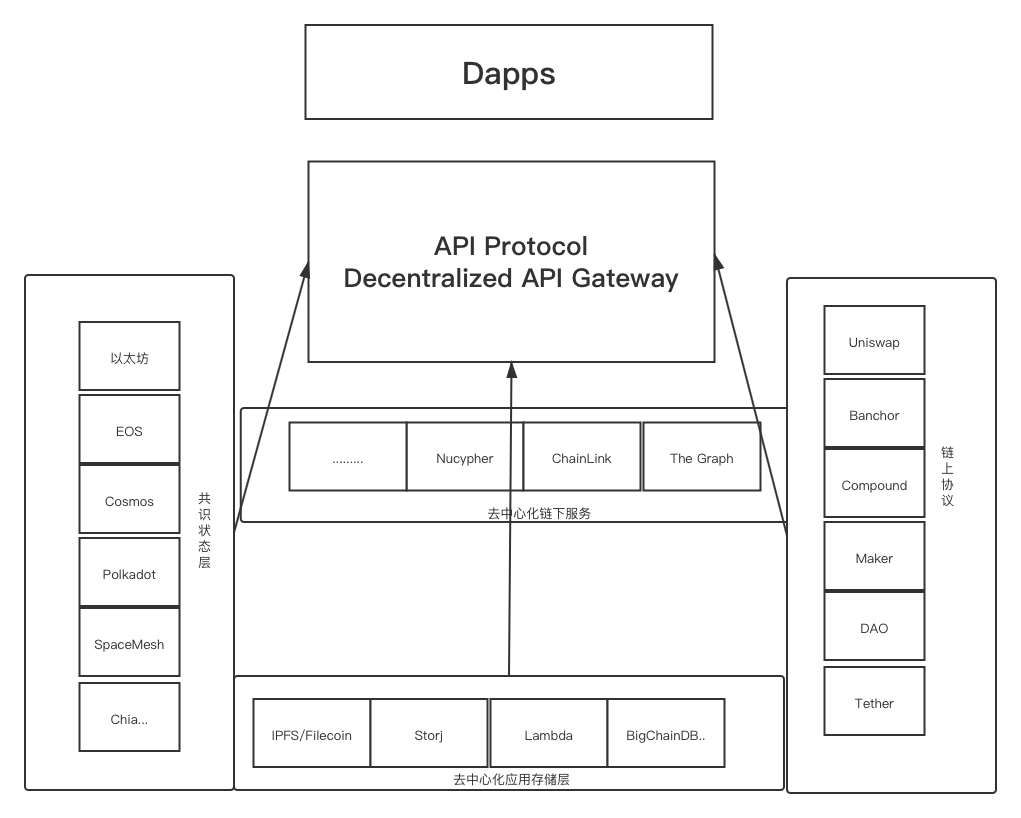 Dapps
API Protocol
Decentralized API Gateway
以太坊
EOS
Cosmos
Polkadot
SpaceMesh
Chia...
共识状态层
.........
Nucypher
ChainLink
The Graph
去中心化链下服务
IPFS/Filecoin
Storj
Lambda
BigChainDB..
去中心化应用存储层
Uniswap
Banchor
Compound
Maker
DAO
Tether
链上协议